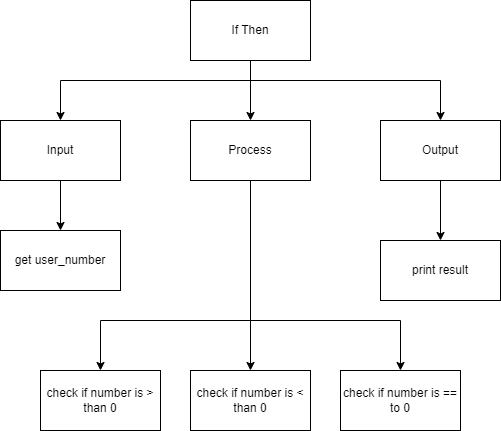 If Then
Input
Process
Output
get user_number
print result
check if number is >
than 0
check if number is <
than 0
check if number is ==
to 0